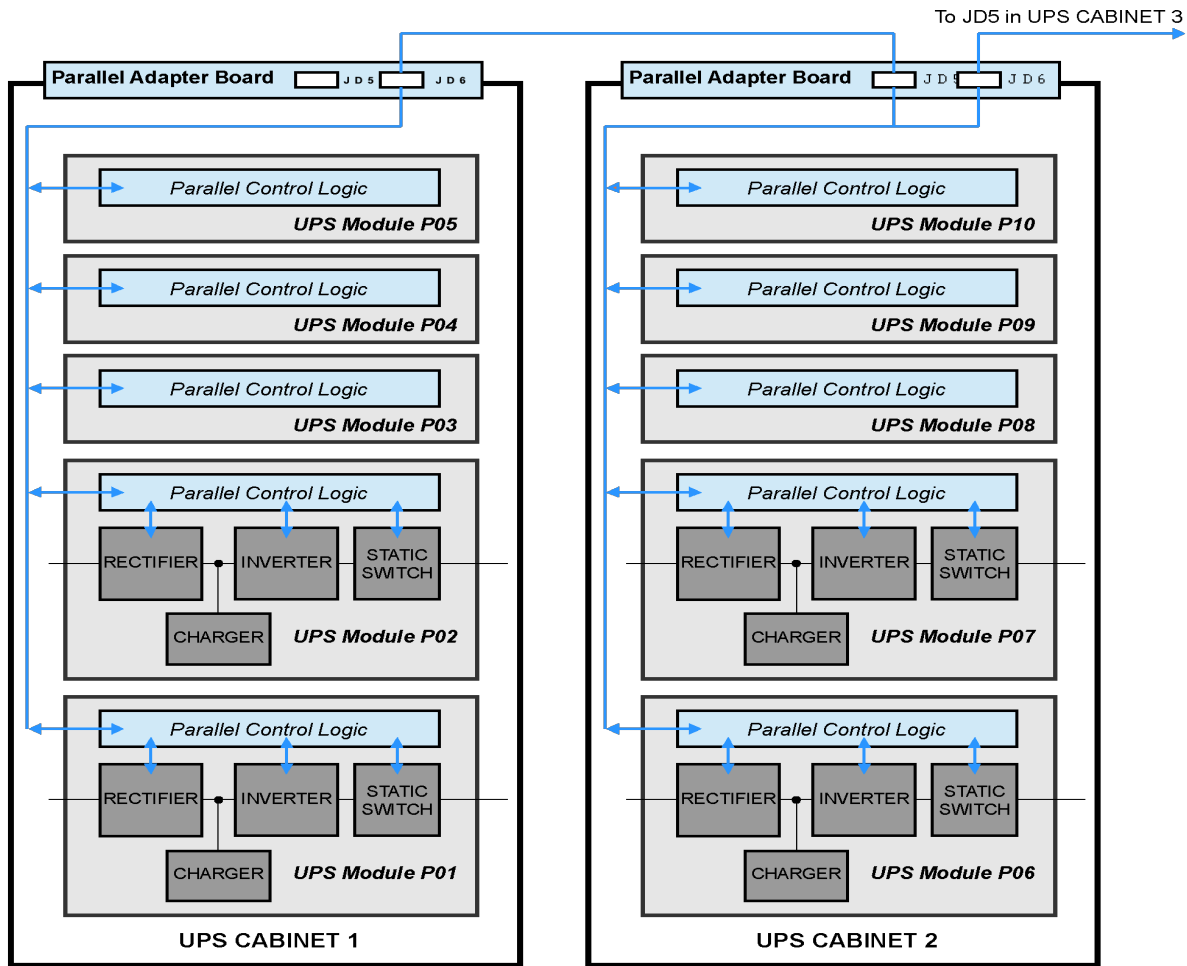 To JD5 in UPS CABINET 3
Parallel Adapter Board JD5 JD6
Parallel Control Logic
UPS Module P05
Parallel Control Logic
UPS Module P04
Parallel Control Logic
UPS Module P03
Parallel Control Logic
RECTIFIER INVERTER STATIC
SWITCH
CHARGER UPS Module P02
Parallel Control Logic
RECTIFIER INVERTER STATIC
SWITCH
CHARGER UPS Module P01
UPS CABINET 1
Parallel Adapter Board JD5 JD6
Parallel Control Logic
UPS Module P10
Parallel Control Logic
UPS Module P09
Parallel Control Logic
UPS Module P08
Parallel Control Logic
RECTIFIER INVERTER STATIC
SWITCH
CHARGER UPS Module P07
Parallel Control Logic
RECTIFIER INVERTER STATIC
SWITCH
CHARGER UPS Module P06
UPS CABINET 2